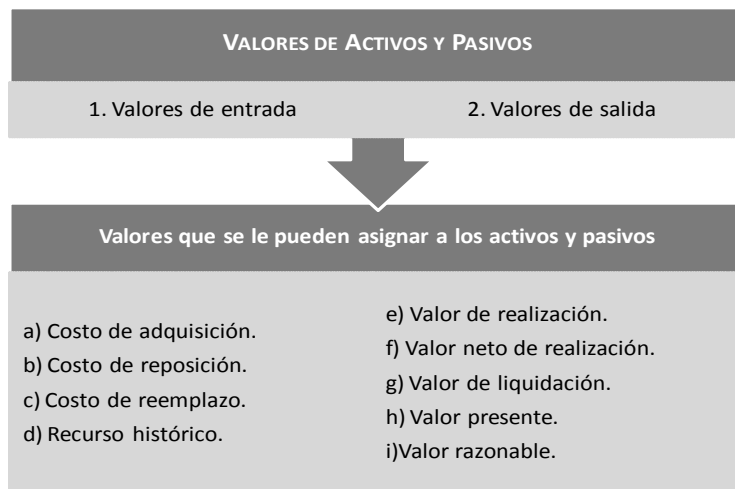 VALORES DE ACTIVOS Y PASIVOS
1. Valores de entrada
2. Valores de salida
Valores que se le pueden asignar a los activos y pasivos
a) Costo de adquisición.
b) Costo de reposición.
c) Costo de reemplazo.
d) Recurso histórico.
e) Valor de realización.
f) Valor neto de realización.
g) Valor de liquidación.
h) Valor presente.
i)Valor razonable.